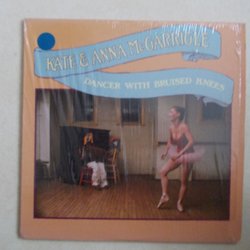 KATE & ANNA McGARRIGLE
DANCER WITH BRUISED KNEES